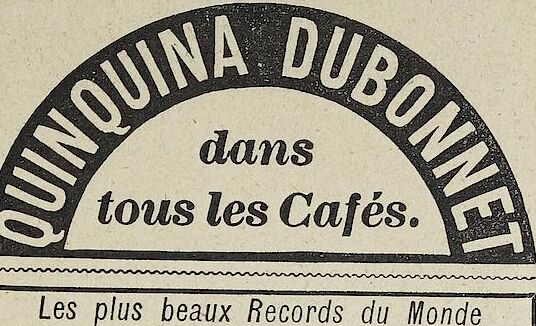 QUINQUINA DUBONNET
dans
tous les Cafés.
Les plus beaux Records du Monde